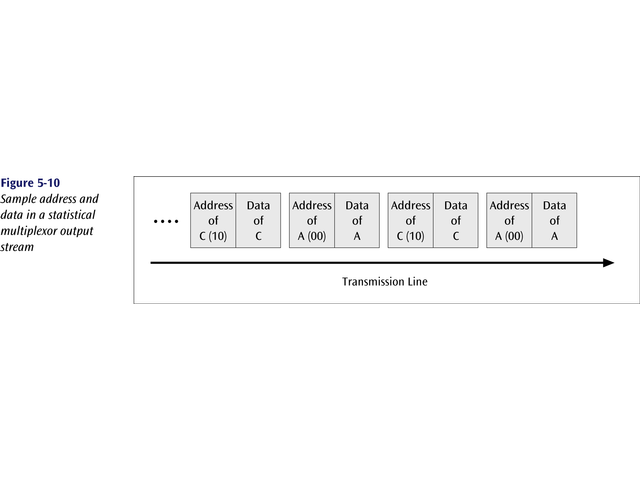 Figure 5-10
Sample address and
data in a statistical
multiplexor output
stream
....
Address
of
C (10)
Data
of
C
Address
of
A (00)
Data
of
A
Address
of
C (10)
Data
of
C
Address
of
A (00)
Data
of
A
Transmission Line